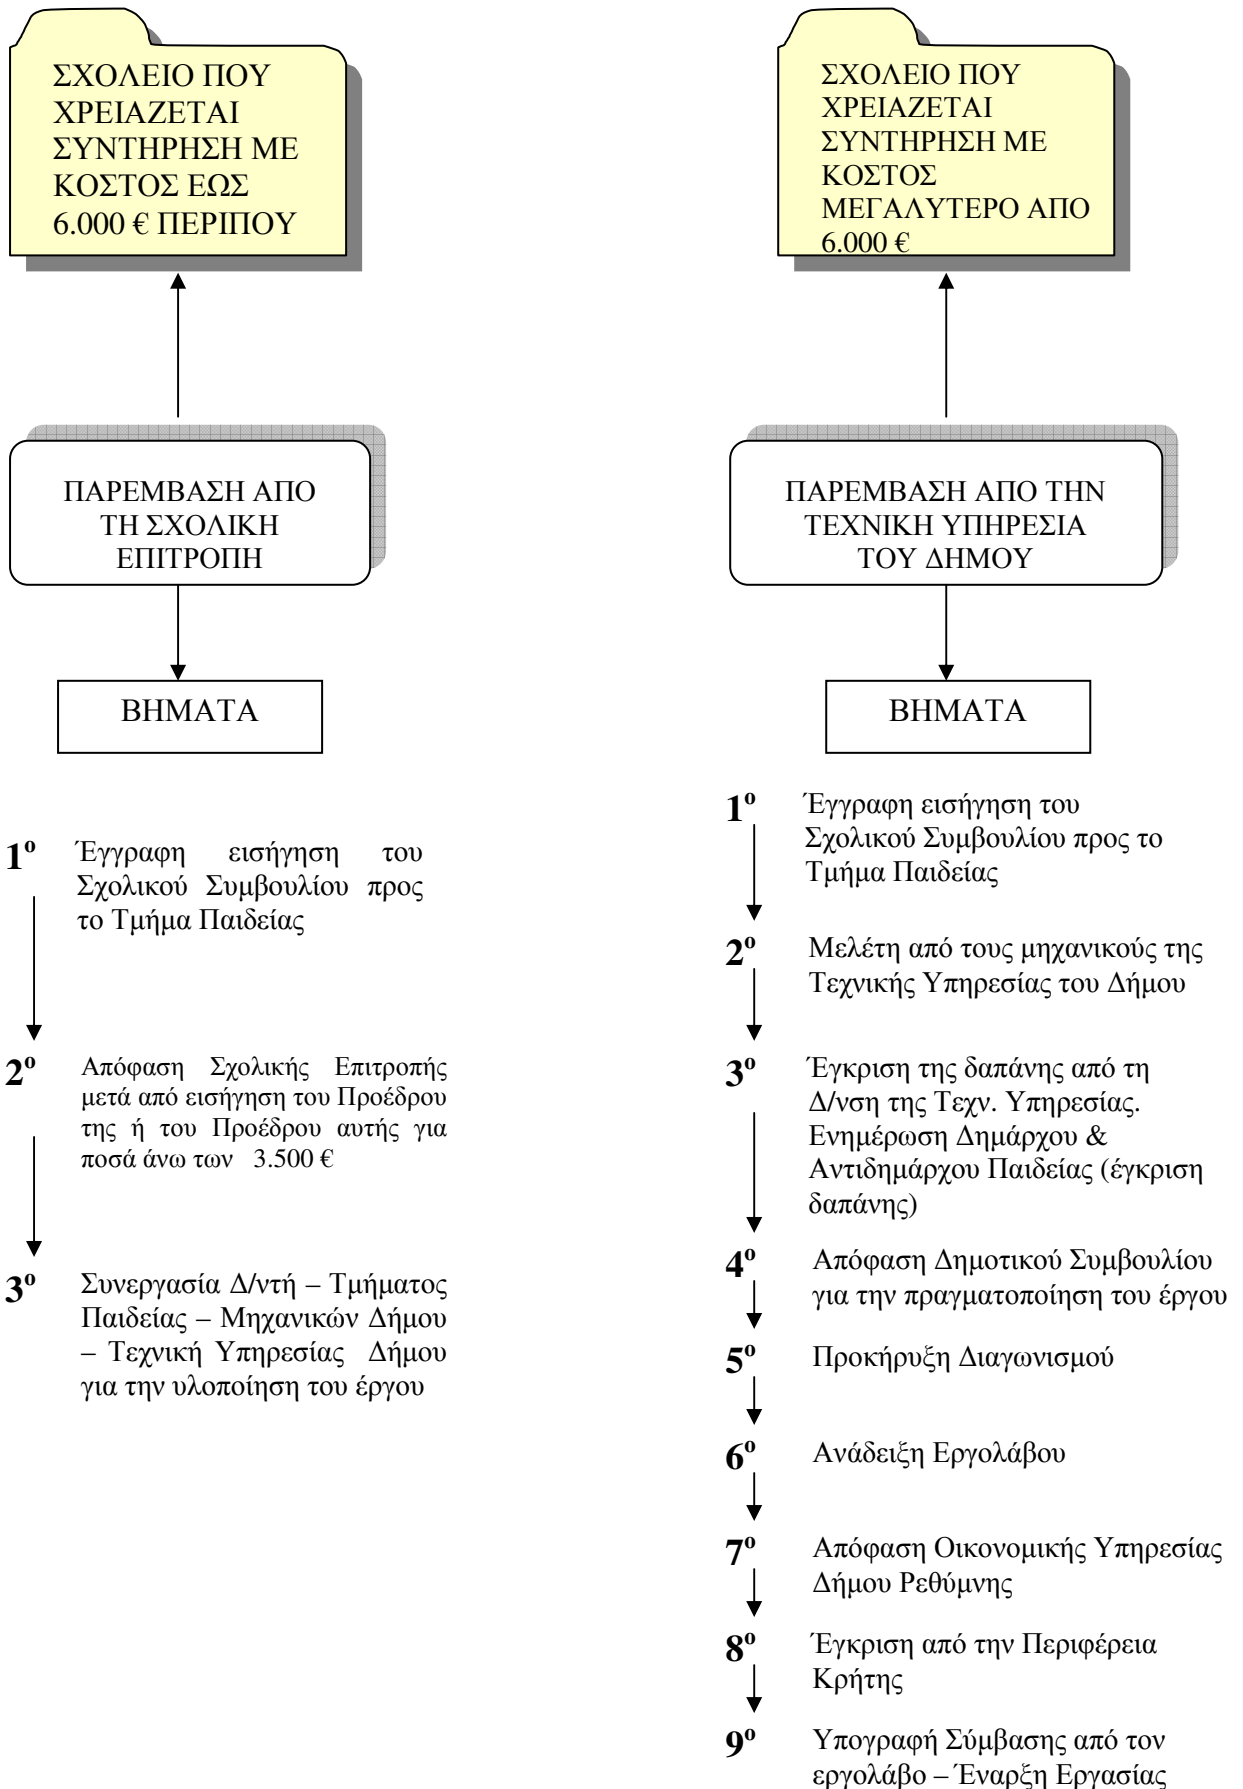 ΣΧΟΛΕΙΟ ΠΟΥ
ΧΡΕΙΑΖΕΤΑΙ
ΣΥΝΤΗΡΗΣΗ ΜΕ
ΚΟΣΤΟΣ ΕΩΣ
6.000 € ΠΕΡΙΠΟΥ
ΠΑΡΕΜΒΑΣΗ ΑΠΟ
ΤΗ ΣΧΟΛΙΚΗ
ΕΠΙΤΡΟΠΗ
ΒΗΜΑΤΑ
1º Έγγραφη εισήγηση του
Σχολικού Συμβουλίου προς
το Τμήμα Παιδείας
2º Απόφαση Σχολικής Επιτροπής
μετά από εισήγηση του Προέδρου
της ή του Προέδρου αυτής για
ποσά άνω των 3.500 €
3º Συνεργασία Δ/ντή – Τμήματος
Παιδείας – Μηχανικών Δήμου
– Τεχνική Υπηρεσίας Δήμου
για την υλοποίηση του έργου
ΣΧΟΛΕΙΟ ΠΟΥ
ΧΡΕΙΑΖΕΤΑΙ
ΣΥΝΤΗΡΗΣΗ ΜΕ
ΚΟΣΤΟΣ
ΜΕΓΑΛΥΤΕΡΟ ΑΠΟ
6.000 €
ΠΑΡΕΜΒΑΣΗ ΑΠΟ ΤΗΝ
ΤΕΧΝΙΚΗ ΥΠΗΡΕΣΙΑ
ΤΟΥ ΔΗΜΟΥ
ΒΗΜΑΤΑ
1º Έγγραφη εισήγηση του
Σχολικού Συμβουλίου προς το
Τμήμα Παιδείας
2º Μελέτη από τους μηχανικούς της
Τεχνικής Υπηρεσίας του Δήμου
3º Έγκριση της δαπάνης από τη
Δ/νση της Τεχν. Υπηρεσίας.
Ενημέρωση Δημάρχου &
Αντιδημάρχου Παιδείας (έγκριση
δαπάνης)
4º Απόφαση Δημοτικού Συμβουλίου
για την πραγματοποίηση του έργου
5º Προκήρυξη Διαγωνισμού
6º Ανάδειξη Εργολάβου
7º Απόφαση Οικονομικής Υπηρεσίας
Δήμου Ρεθύμνης
8º Έγκριση από την Περιφέρεια
Κρήτης
9º Υπογραφή Σύμβασης από τον
εργολάβο – Έναρξη Εργασίας